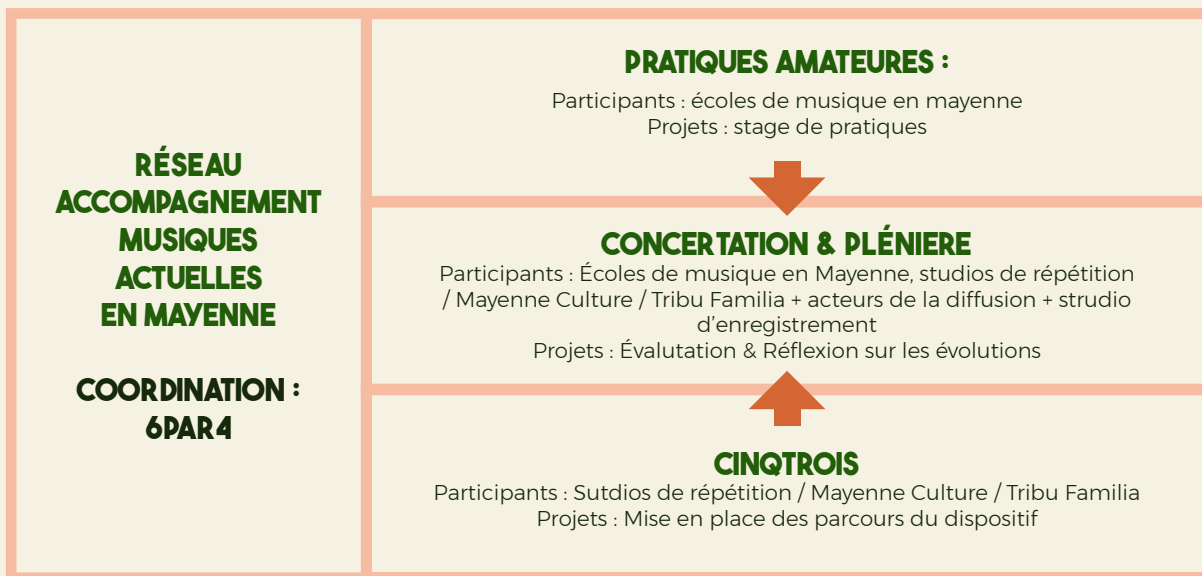 RÉSEAU
ACCOMPAGNEMENT
MUSIQUES
ACTUELLES
EN MAYENNE
COORDINATION :
6PAR4
PRATIQUES AMATEURES :
Participants : écoles de musique en mayenne
Projets : stage de pratiques
CONCERTATION & PLÉNIERE
Participants : Écoles de musique en Mayenne, studios de répétition
/ Mayenne Culture / Tribu Familia + acteurs de la diffusion + strudio
d'enregistrement
Projets : Évalutation & Réflexion sur les évolutions
CINQTROIS
Participants : Sutdios de répétition / Mayenne Culture / Tribu Familia
Projets : Mise en place des parcours du dispositif